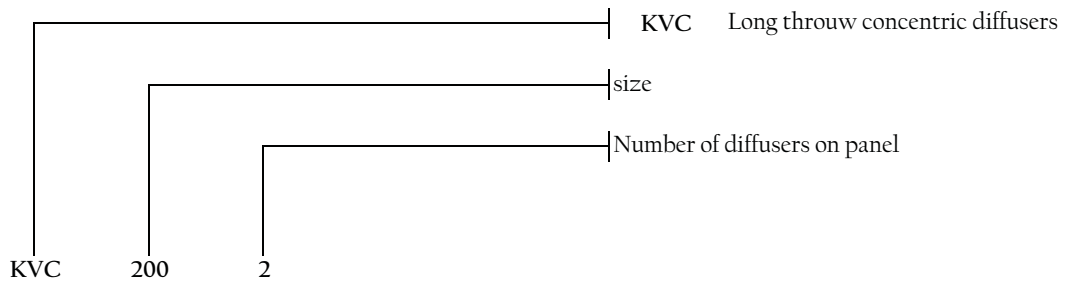 KVC Long throuw concentric diffusers
size
Number of diffusers on panel
KVC 200 2